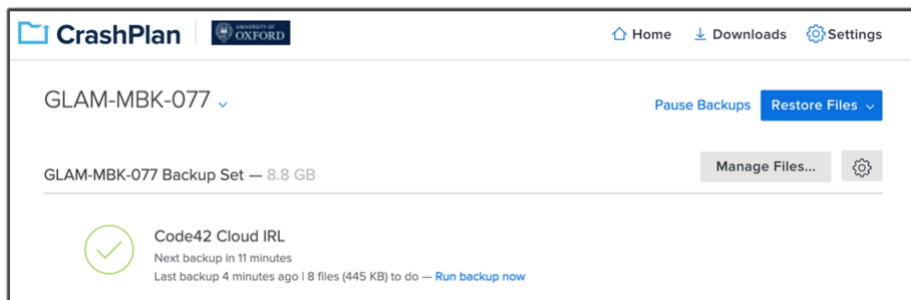 CrashPlan UNIVERSITY OF OXFORD Home Downloads Settings
GLAM-MBK-077 Pause Backups Restore Files
GLAM-MBK-077 Backup Set — 8.8 GB Manage Files...
Code42 Cloud IRL
Next backup in 11 minutes
Last backup 4 minutes ago | 8 files (445 KB) to do — Run backup now